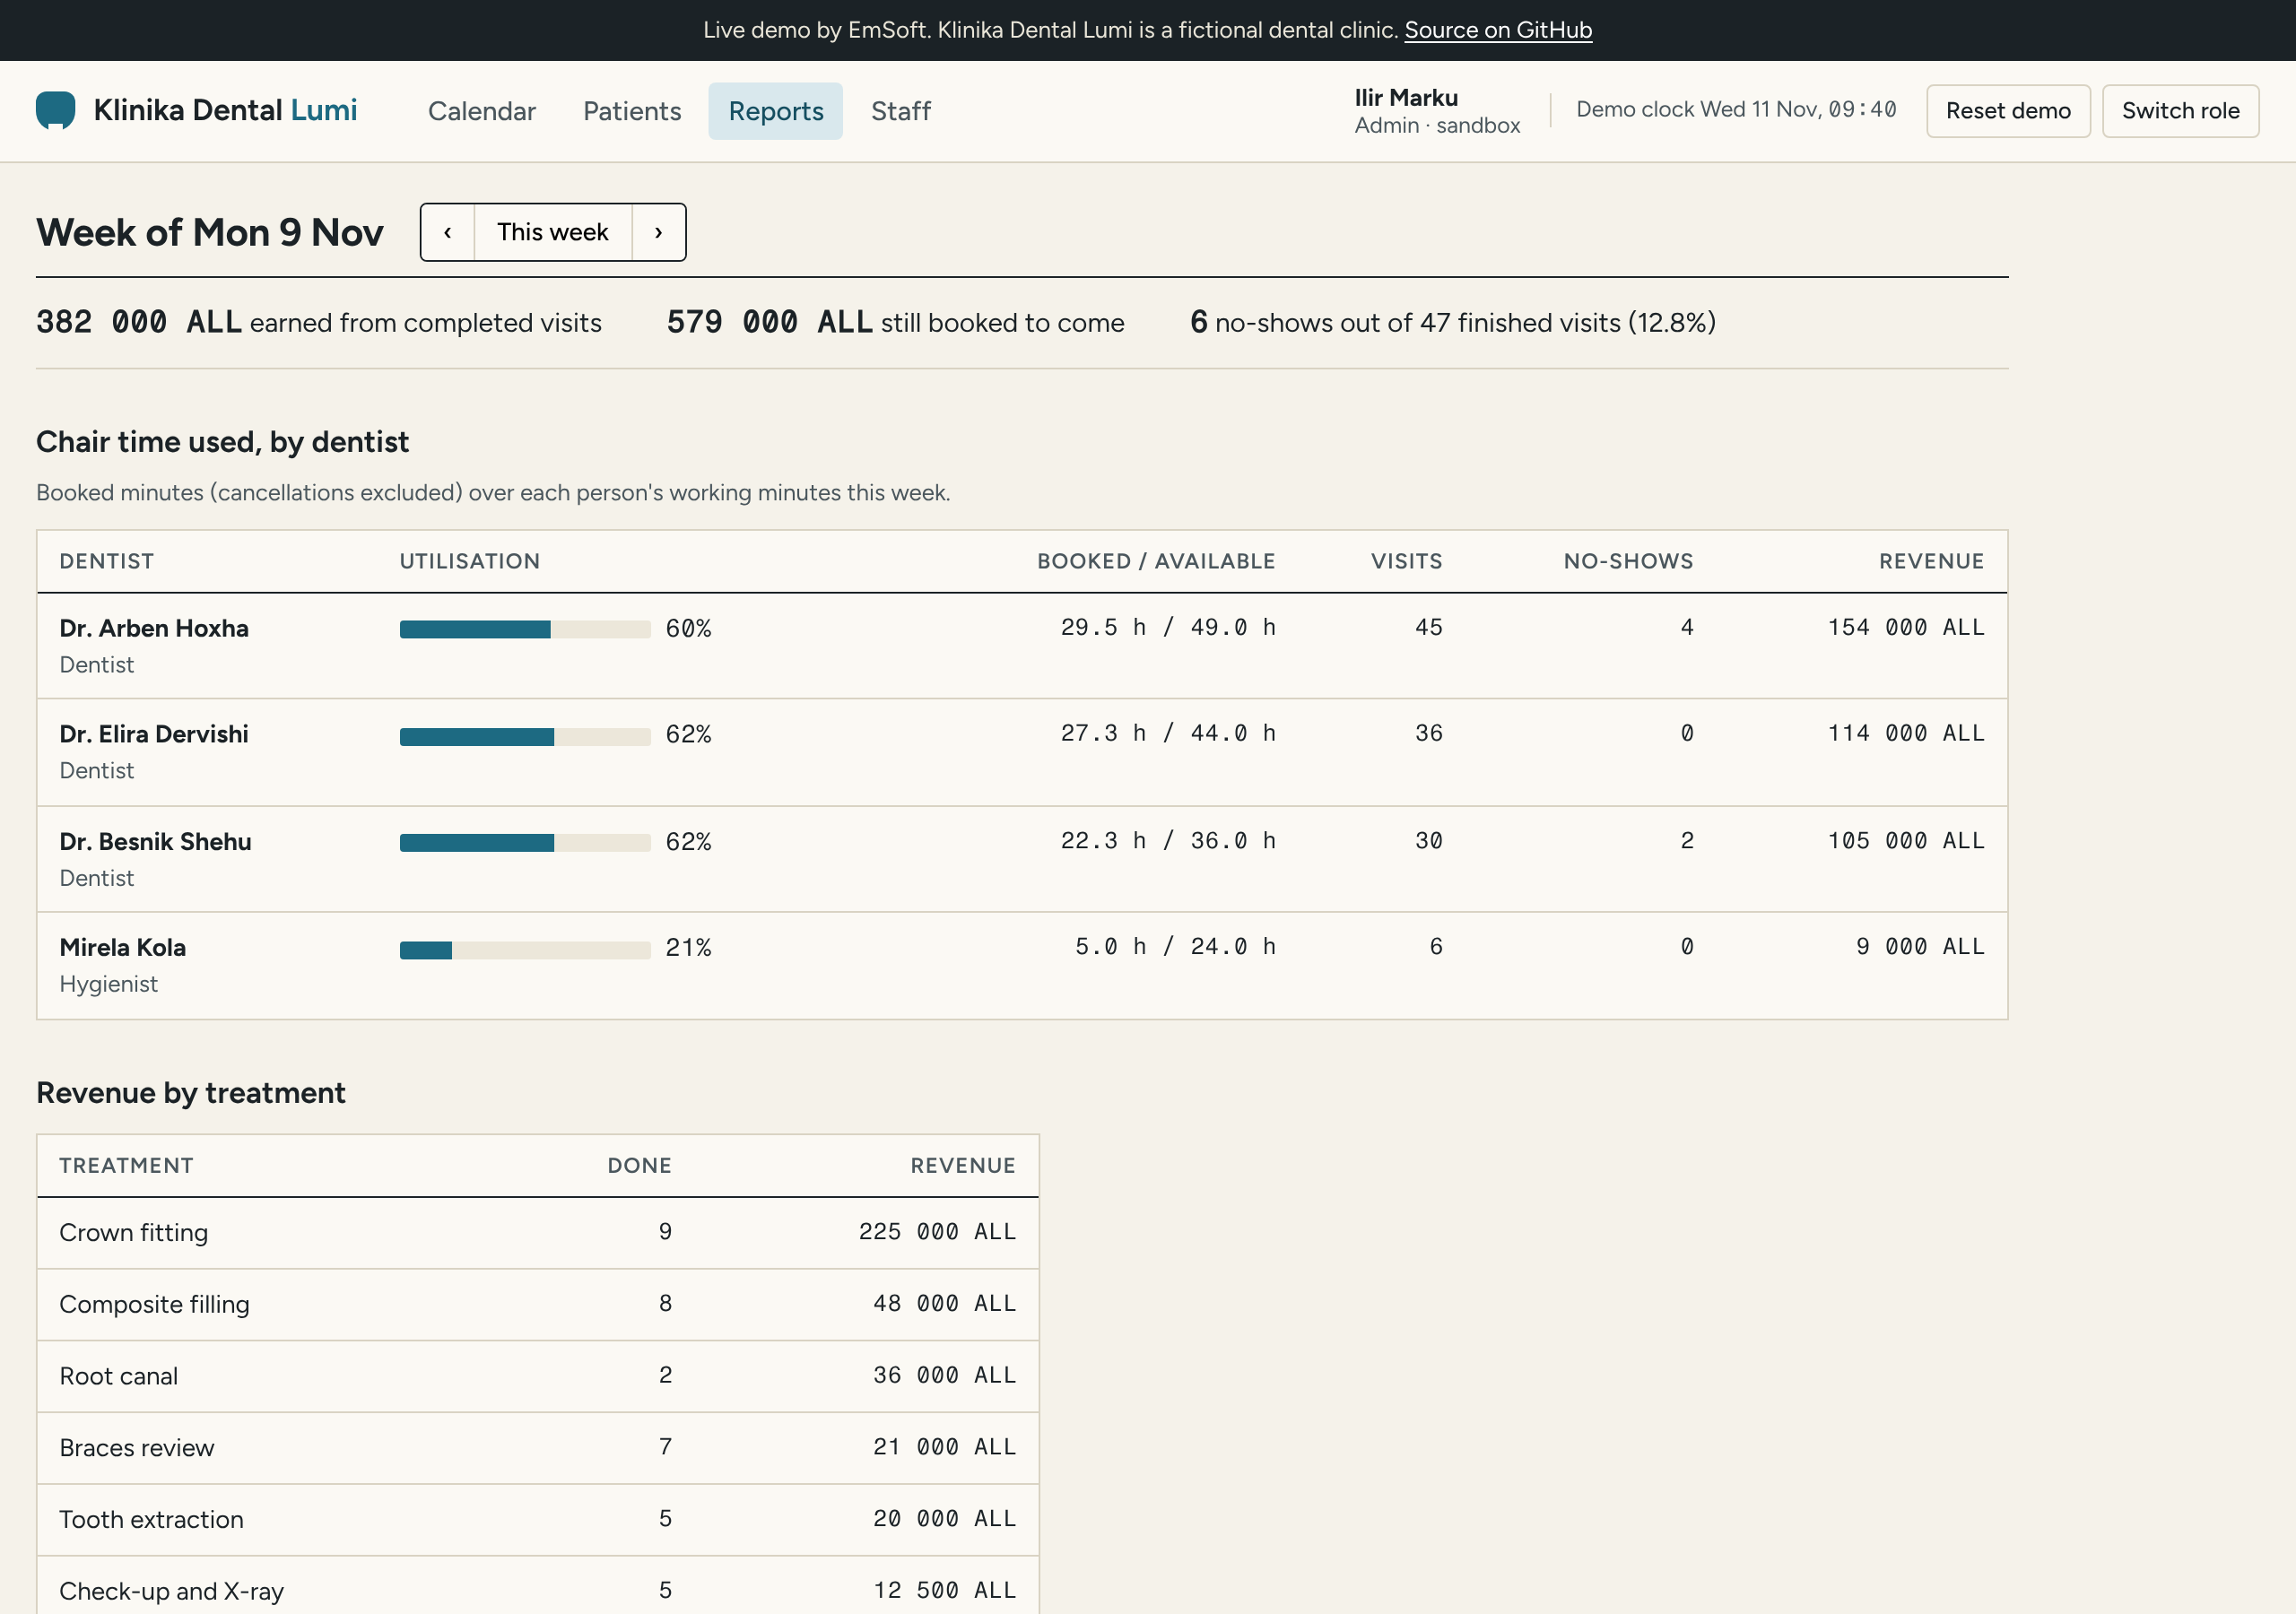 Live demo by EmSoft. Klinika Dental Lumi is a fictional dental clinic. Source on GitHub
Klinika Dental Lumi Calendar Patients Reports Staff Ilir Marku Demo clock Wed 11 Nov, 09:40 Reset demo Switch role
Admin · sandbox
Week of Mon 9 Nov ‹ This week ›
382 000 ALL earned from completed visits 579 000 ALL still booked to come 6 no-shows out of 47 finished visits (12.8%)
Chair time used, by dentist
Booked minutes (cancellations excluded) over each person's working minutes this week.
DENTIST UTILISATION BOOKED / AVAILABLE VISITS NO-SHOWS REVENUE
Dr. Arben Hoxha 60% 29.5 h / 49.0 h 45 4 154 000 ALL
Dentist
Dr. Elira Dervishi 62% 27.3 h / 44.0 h 36 0 114 000 ALL
Dentist
Dr. Besnik Shehu 62% 22.3 h / 36.0 h 30 2 105 000 ALL
Dentist
Mirela Kola 21% 5.0 h / 24.0 h 6 0 9 000 ALL
Hygienist
Revenue by treatment
TREATMENT DONE REVENUE
Crown fitting 9 225 000 ALL
Composite filling 8 48 000 ALL
Root canal 2 36 000 ALL
Braces review 7 21 000 ALL
Tooth extraction 5 20 000 ALL
Check-up and X-ray 5 12 500 ALL